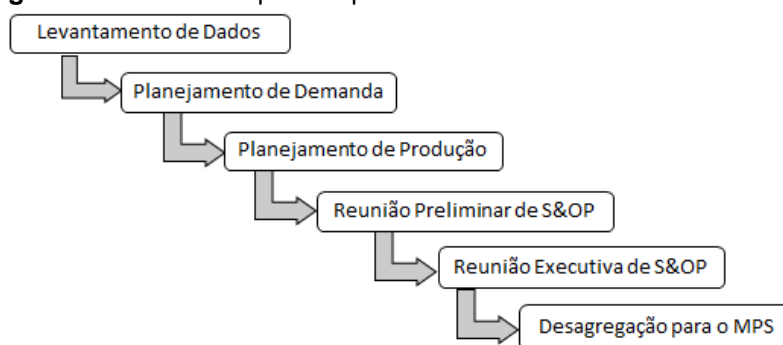 Levantamento de Dados
Planejamento de Demanda
Planejamento de Produção
Reunião Preliminar de S&OP
Reunião Executiva de S&OP
Desagregação para o MPS